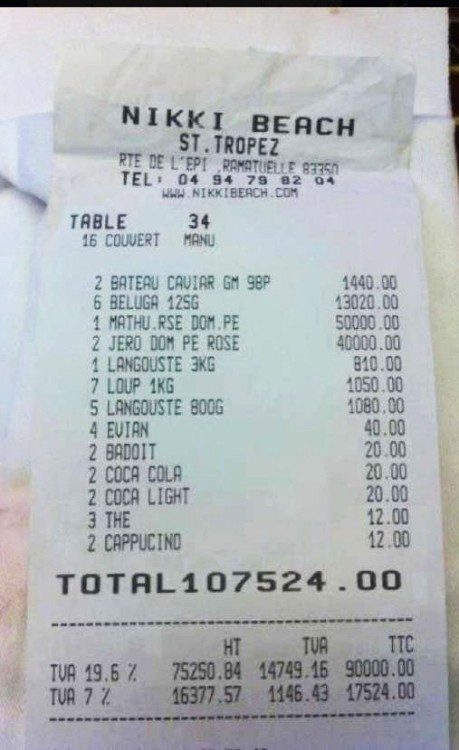 NIKKI BEACH
ST.TROPEZ
RTE DE L'EPI .RAMATUELLE 83350
TEL: 04 94 79 82 04
WWW.NIKKIBEACH.COM
TABLE 34
16 COUVERT MANU
2 BATEAU CAVIAR GM 98P 1440.00
6 BELUGA 125G 13020.00
1 MATHU.RSE DOM.PE 50000.00
2 JERO DOM PE ROSE 40000.00
1 LANGOUSTE 3KG 810.00
7 LOUP 1KG 1050.00
5 LANGOUSTE 800G 1080.00
4 EVIAN 40.00
2 BADOIT 20.00
2 COCA COLA 20.00
2 COCA LIGHT 20.00
3 THE 12.00
2 CAPPUCINO 12.00
TOTAL107524.00
HT TVA TTC
TVA 19.6 % 75250.84 14749.16 90000.00
TVA 7 % 16377.57 1146.43 17524.00